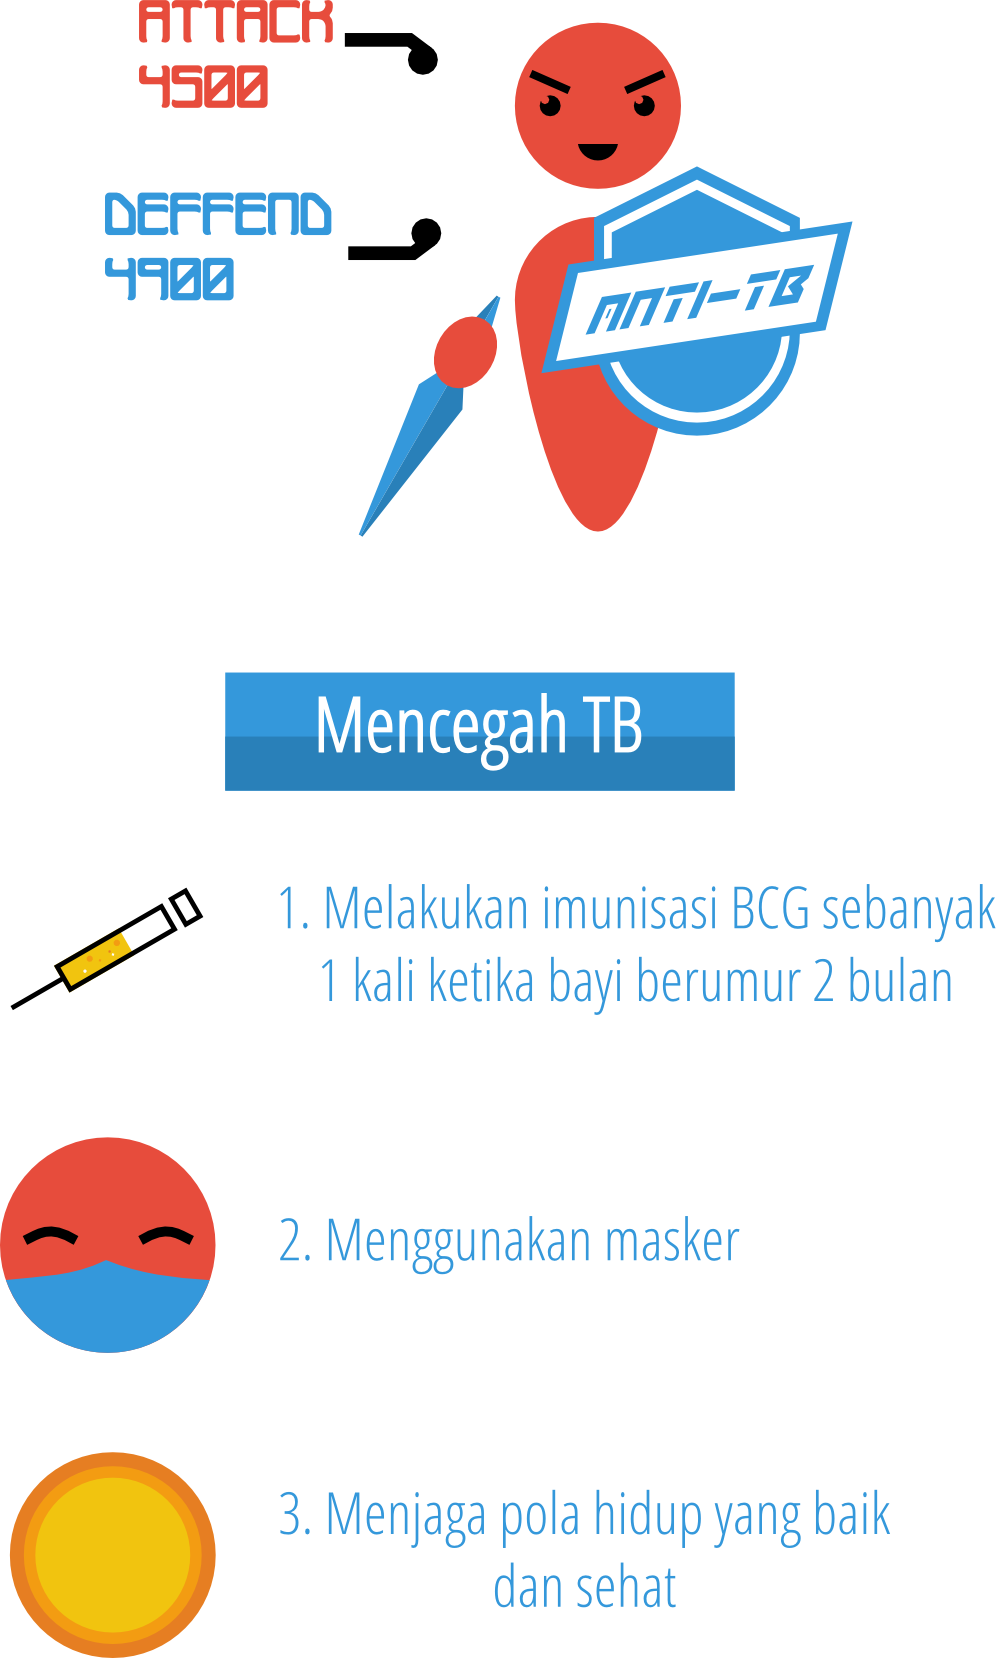 ATTACK
4500
DEFFEND
4900
ANTI-TB
Mencegah TB
1. Melakukan imunisasi BCG sebanyak
1 kali ketika bayi berumur 2 bulan
2. Menggunakan masker
3. Menjaga pola hidup yang baik
dan sehat